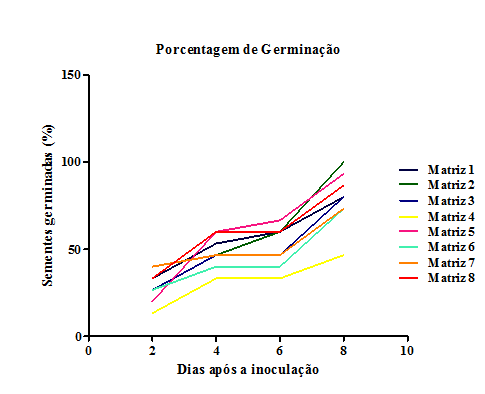 Porcentagem de Germinação
Sementes germinadas (%)
150
100
50
0
0 2 4 6 8 10
Dias após a inoculação
Matriz 1
Matriz 2
Matriz 3
Matriz 4
Matriz 5
Matriz 6
Matriz 7
Matriz 8